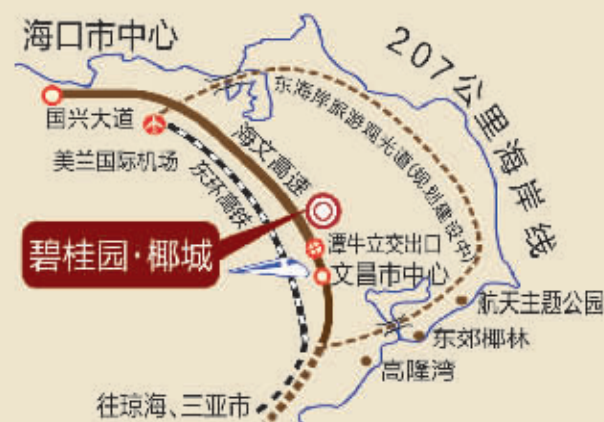 海口市中心
207公里海岸线
国兴大道
美兰国际机场
东海岸旅游观光道(规划建设中)
海文高速
东环高铁
碧桂园·椰城
潭牛立交出口
文昌市中心
航天主题公园
东郊椰林
高隆湾
往琼海、三亚市